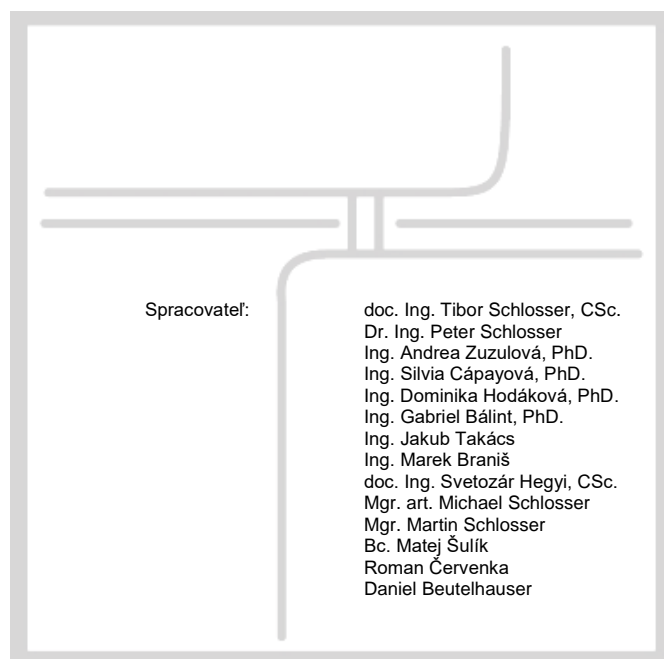 Spracovateľ: doc. Ing. Tibor Schlosser, CSc.
Dr. Ing. Peter Schlosser
Ing. Andrea Zuzulová, PhD.
Ing. Silvia Cápayová, PhD.
Ing. Dominika Hodáková, PhD.
Ing. Gabriel Bálint, PhD.
Ing. Jakub Takács
Ing. Marek Braniš
doc. Ing. Svetozár Hegyi, CSc.
Mgr. art. Michael Schlosser
Mgr. Martin Schlosser
Bc. Matej Šulík
Roman Červenka
Daniel Beutelhauser